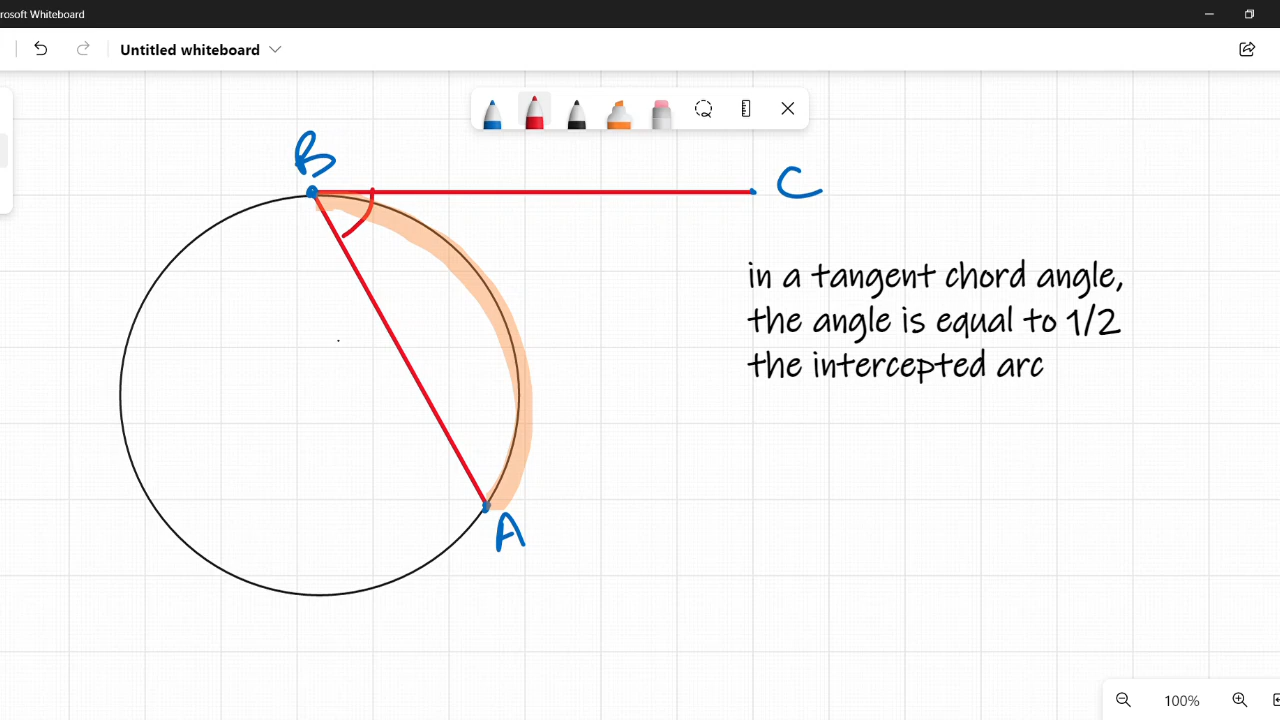 rosoft Whiteboard
Untitled whiteboard
B
C
in a tangent chord angle,
the angle is equal to 1/2
the intercepted arc
A
100%